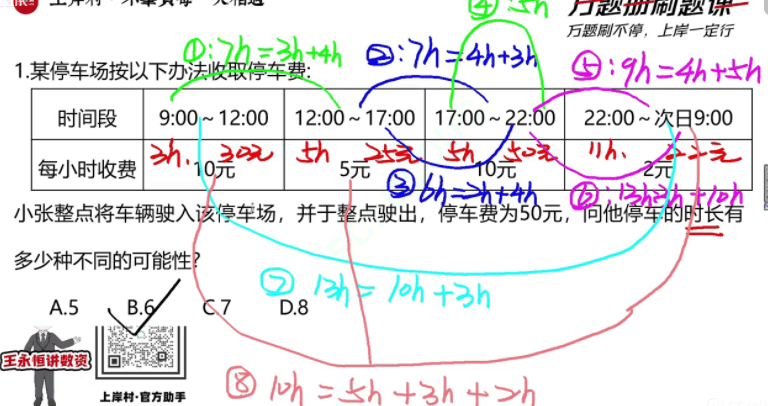 万题册刷题课
④:5h
万题刷不停，上岸一定行
①:7h=3h+4h
②:7h=4h+3h
⑤:9h=4h+5h
1.某停车场按以下办法收取停车费:
时间段 9:00～12:00 12:00～17:00 17:00～22:00 22:00～次日9:00
3h. 30元 5h 25元 5h 50元 11h. 22元
每小时收费 10元 5元 10元 2元
③ 6h=2h+4h
⑥:13h=3h+10h
小张整点将车辆驶入该停车场，并于整点驶出，停车费为50元，问他停车的时长有
多少种不同的可能性?
⑦ 13h=10h+3h
A.5 B.6 C.7 D.8
王永恒讲数资
上岸村·官方助手
⑧ 10h=5h+3h+2h